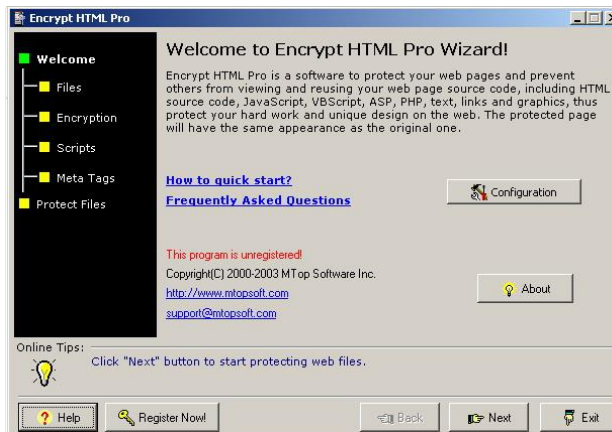 Encrypt HTML Pro
Welcome
Files
Encryption
Scripts
Meta Tags
Protect Files
Welcome to Encrypt HTML Pro Wizard!
Encrypt HTML Pro is a software to protect your web pages and prevent
others from viewing and reusing your web page source code, including HTML
source code, JavaScript, VBScript, ASP, PHP, text, links and graphics, thus
protect your hard work and unique design on the web. The protected page
will have the same appearance as the original one.
How to quick start?
Frequently Asked Questions
Configuration
This program is unregistered!
Copyright(C) 2000-2003 MTop Software Inc.
http://www.mtopsoft.com
support@mtopsoft.com
About
Online Tips:
Click "Next" button to start protecting web files.
Help
Register Now!
Back
Next
Exit